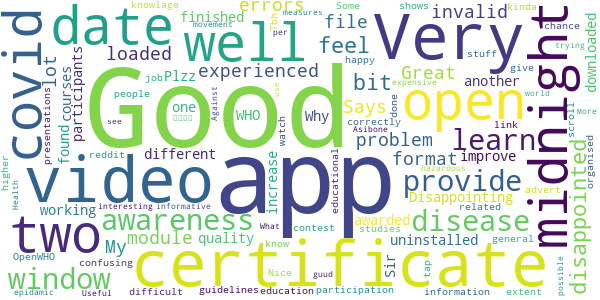 Good
app
Very
certificate
video
midnight
open
well
date
covid
two
disease
provide
learn
awareness
window
feel
disappointed
experienced
invalid
errors
finished
loaded
file
bit
lot
participants
courses
found
presentations
Plzz
job
people
one
WHO
Why
Says
Great
another
problem
format
improve
different
working
My
module
quality
increase
watch
educational
awarded
Disappointing
uninstalled
Sir
related
studies
general
tap
extent
information
participation
guidelines
education
difficult
confusing
OpenWHO
interesting
informative
What
contest
know
Nice
guud
Useful
epidemic
Health
higher
reddit
see
Against
movement
knowlage
Some
measures
Tbh
per
use
happy
shows
kinda
chance
stuff
give
expensive
world
trying
downloaded
More
link
scroll
correctly
done
Asibone
hazardous
advert
organised
possible